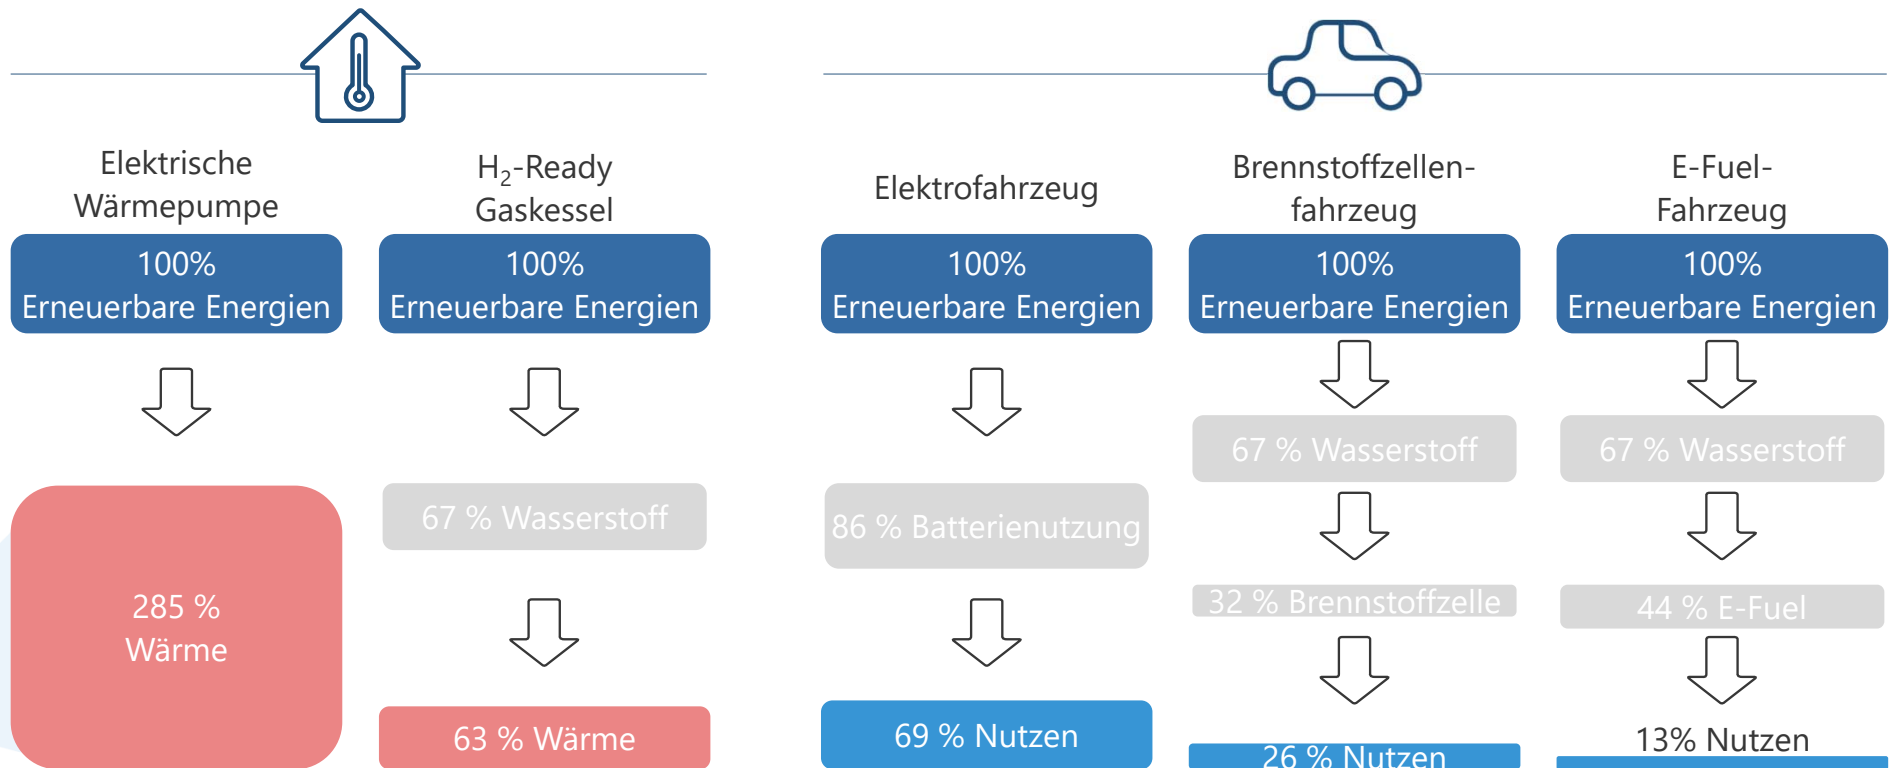 Elektrische
Wärmepumpe
100%
Erneuerbare Energien
285 %
Wärme
H₂-Ready
Gaskessel
100%
Erneuerbare Energien
67 % Wasserstoff
63 % Wärme
Elektrofahrzeug
100%
Erneuerbare Energien
86 % Batterienutzung
69 % Nutzen
Brennstoffzellen-
fahrzeug
100%
Erneuerbare Energien
67 % Wasserstoff
32 % Brennstoffzelle
26 % Nutzen
E-Fuel-
Fahrzeug
100%
Erneuerbare Energien
67 % Wasserstoff
44 % E-Fuel
13% Nutzen